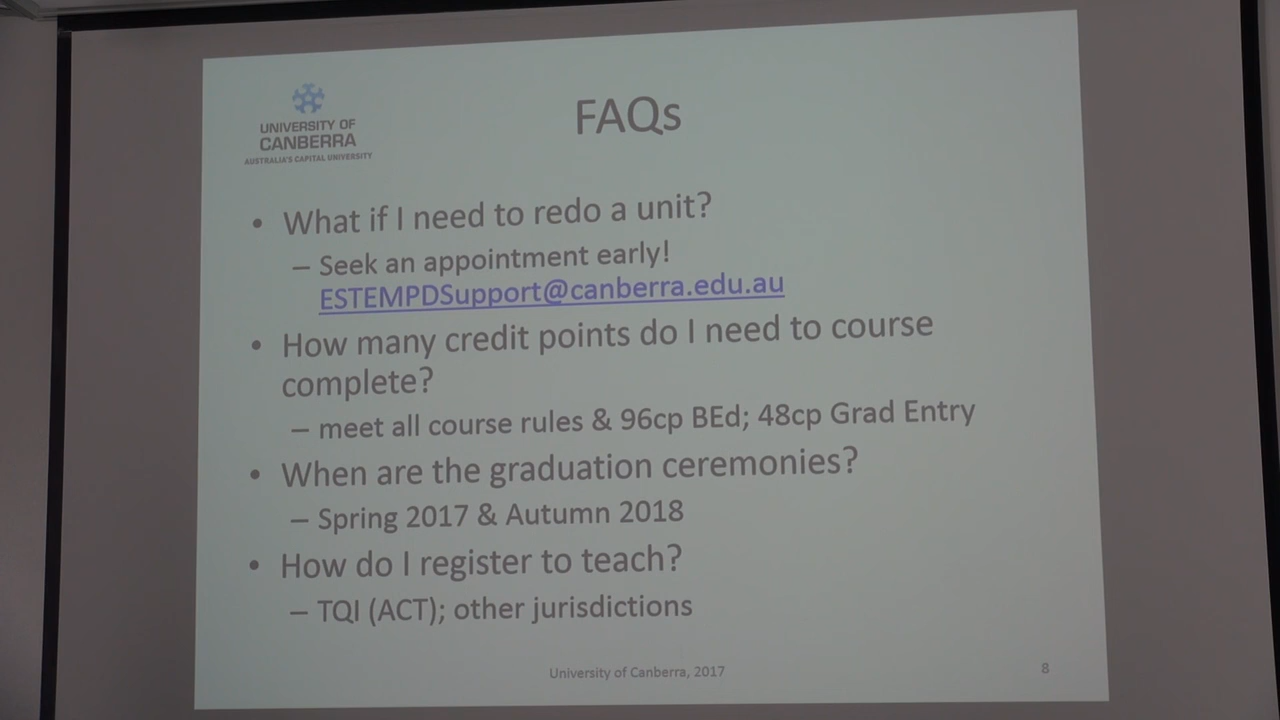 UNIVERSITY OF
CANBERRA
AUSTRALIA'S CAPITAL UNIVERSITY
FAQs
• What if I need to redo a unit?
– Seek an appointment early!
ESTEMPDSupport@canberra.edu.au
• How many credit points do I need to course
complete?
– meet all course rules & 96cp BEd; 48cp Grad Entry
• When are the graduation ceremonies?
– Spring 2017 & Autumn 2018
• How do I register to teach?
– TQI (ACT); other jurisdictions
University of Canberra, 2017
8